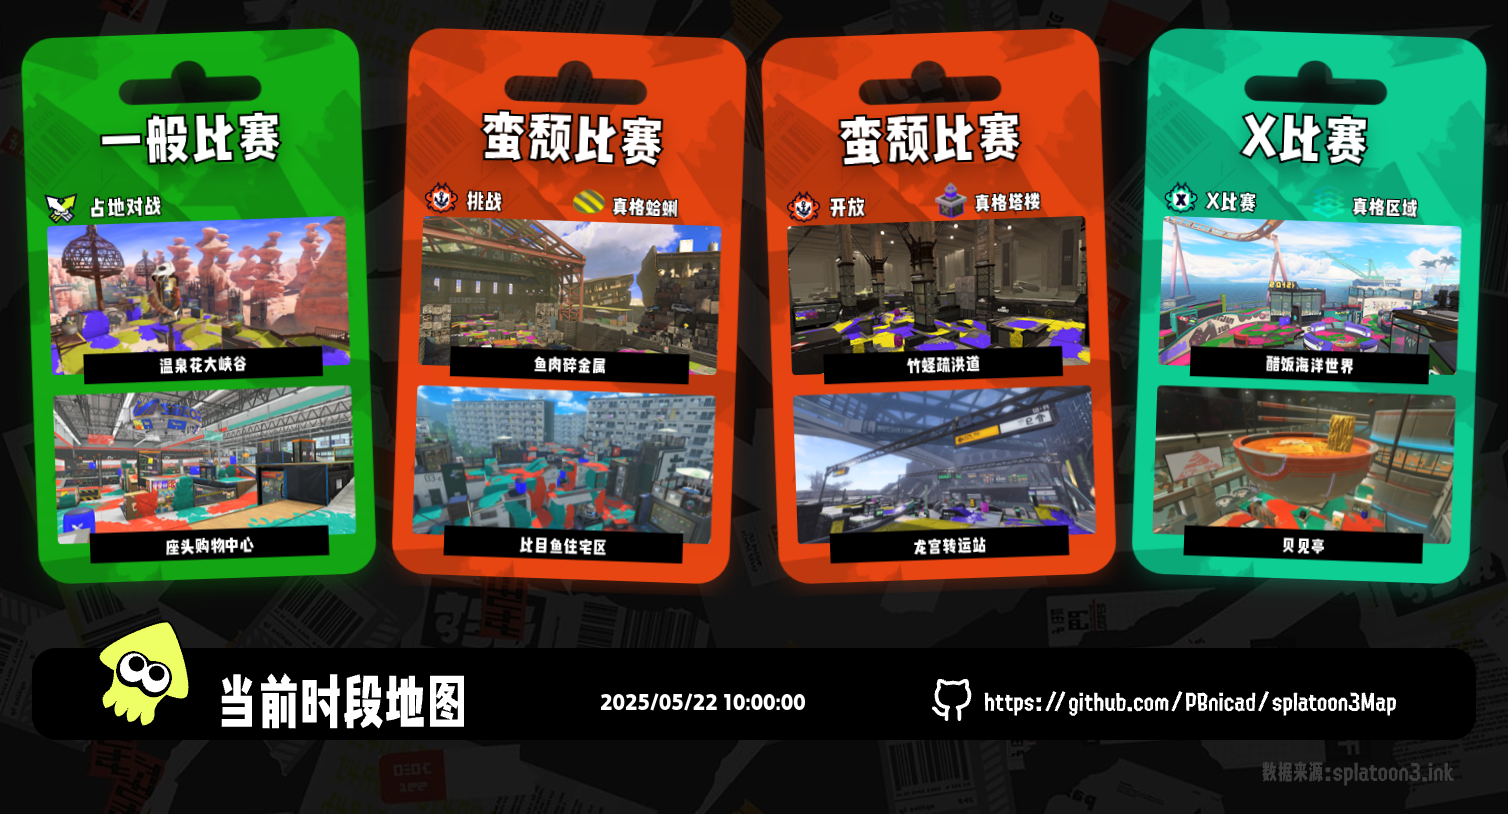 一般比赛
占地对战
温泉花大峡谷
座头购物中心
蛮颓比赛
挑战
真格蛤蜊
鱼肉碎金属
比目鱼住宅区
蛮颓比赛
开放
真格塔楼
竹蛏疏洪道
龙宫转运站
X比赛
X比赛
真格区域
醋饭海洋世界
贝见亭
当前时段地图
2025/05/22 10:00:00
https://github.com/PBnicad/splatoon3Map
数据来源:splatoon3.ink